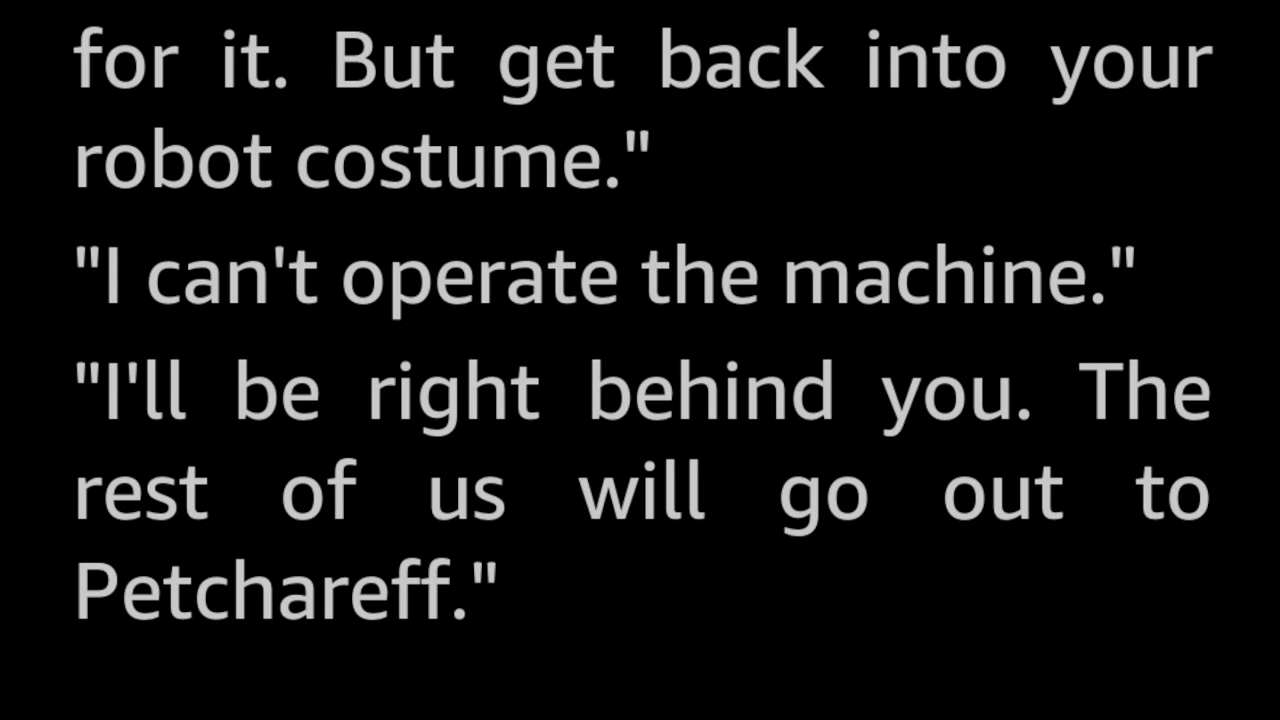 for it. But get back into your
robot costume."
"I can't operate the machine."
"I'll be right behind you. The
rest of us will go out to
Petchareff."